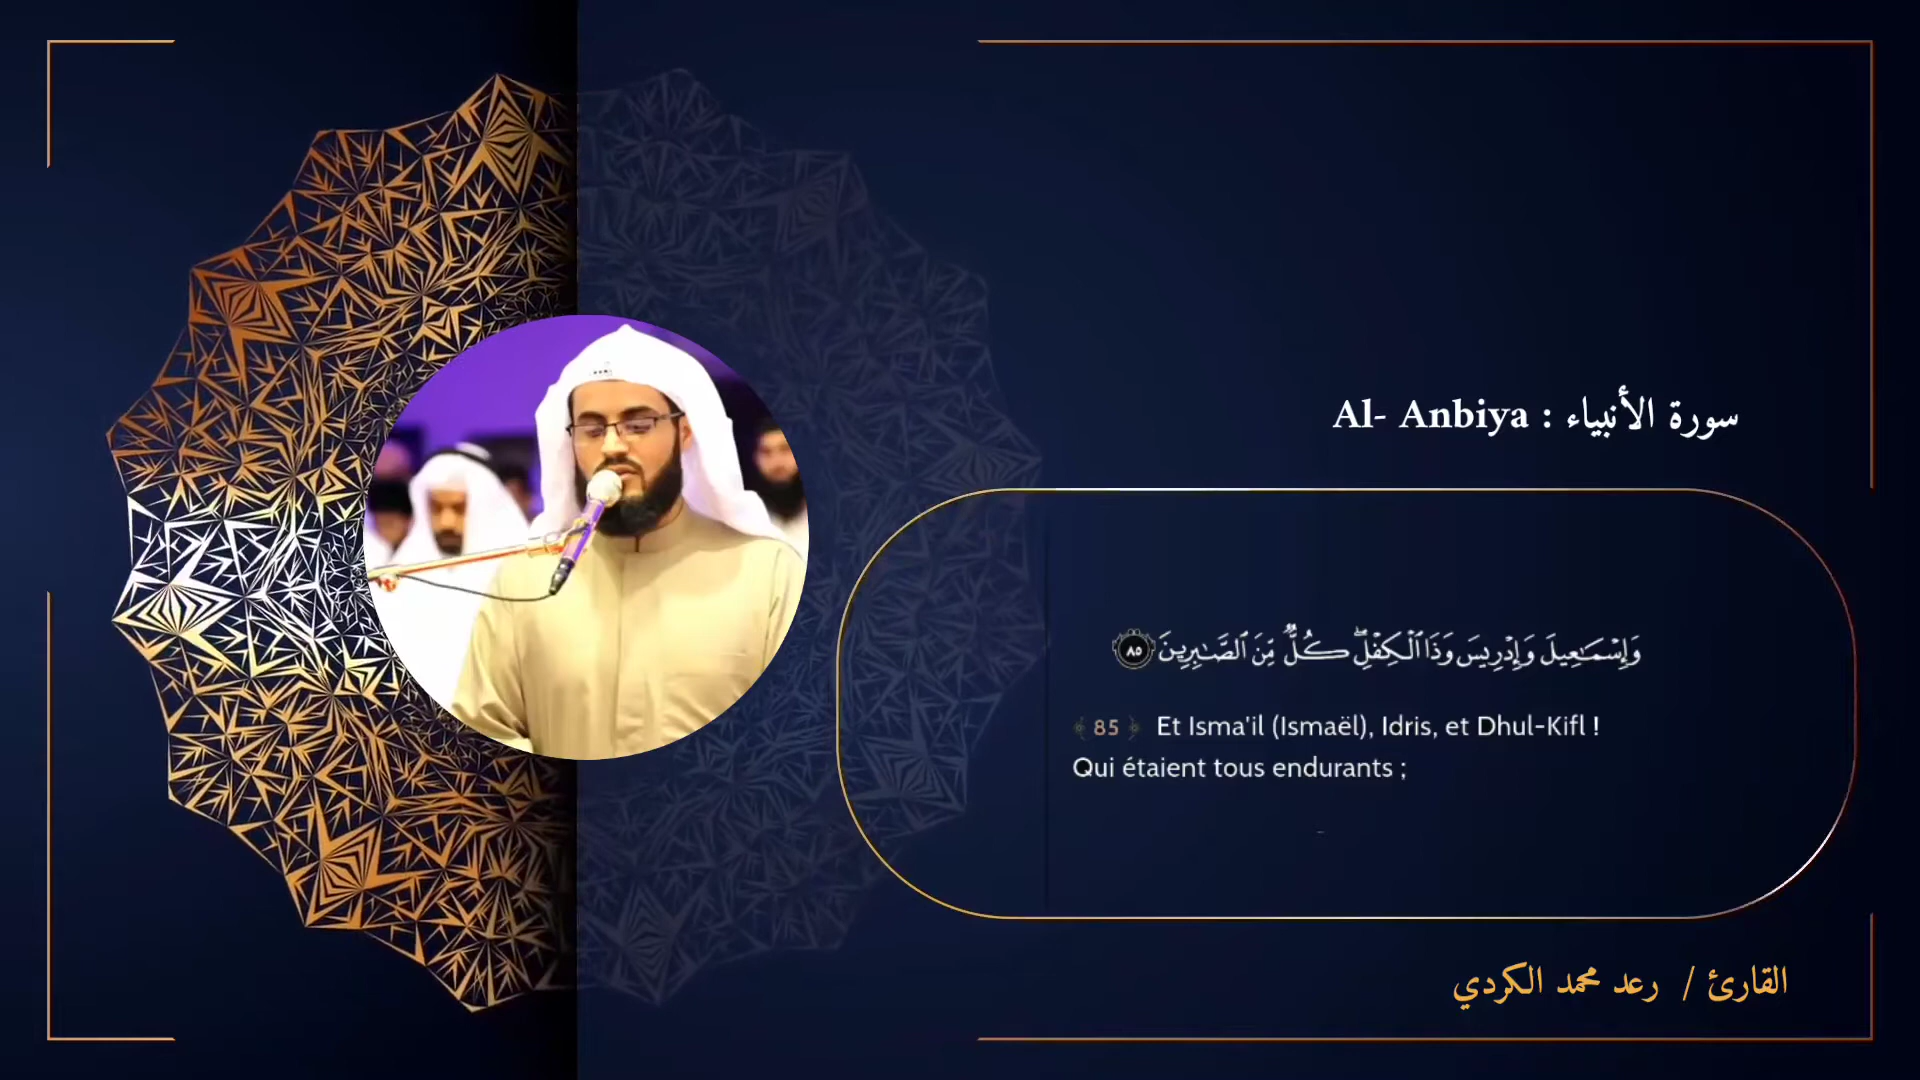 سورة الأنبياء : Al- Anbiya
وَإِسْمَـٰعِيلَ وَإِدْرِيسَ وَذَا ٱلْكِفْلِ ۖ كُلٌّ مِّنَ ٱلصَّـٰبِرِينَ ٨٥
85 Et Isma'il (Ismaël), Idris, et Dhul-Kifl !
Qui étaient tous endurants ;
القارئ / رعد محمد الكردي